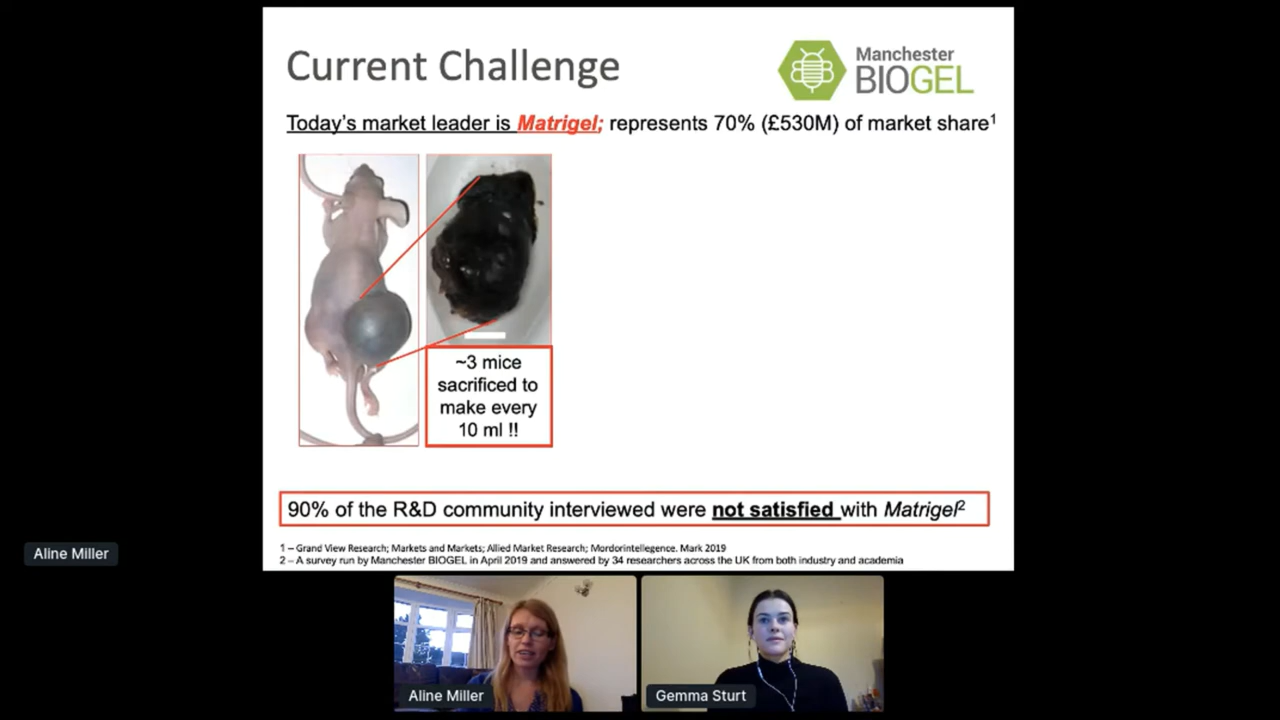 Current Challenge
Manchester
BIOGEL
Today's market leader is Matrigel; represents 70% (£530M) of market share1
~3 mice
sacrificed to
make every
10 ml !!
90% of the R&D community interviewed were not satisfied with Matrigel2
1 – Grand View Research; Markets and Markets; Allied Market Research; Mordorintellegence. Mark 2019
2 – A survey run by Manchester BIOGEL in April 2019 and answered by 34 researchers across the UK from both industry and academia
Aline Miller
Aline Miller
Gemma Sturt